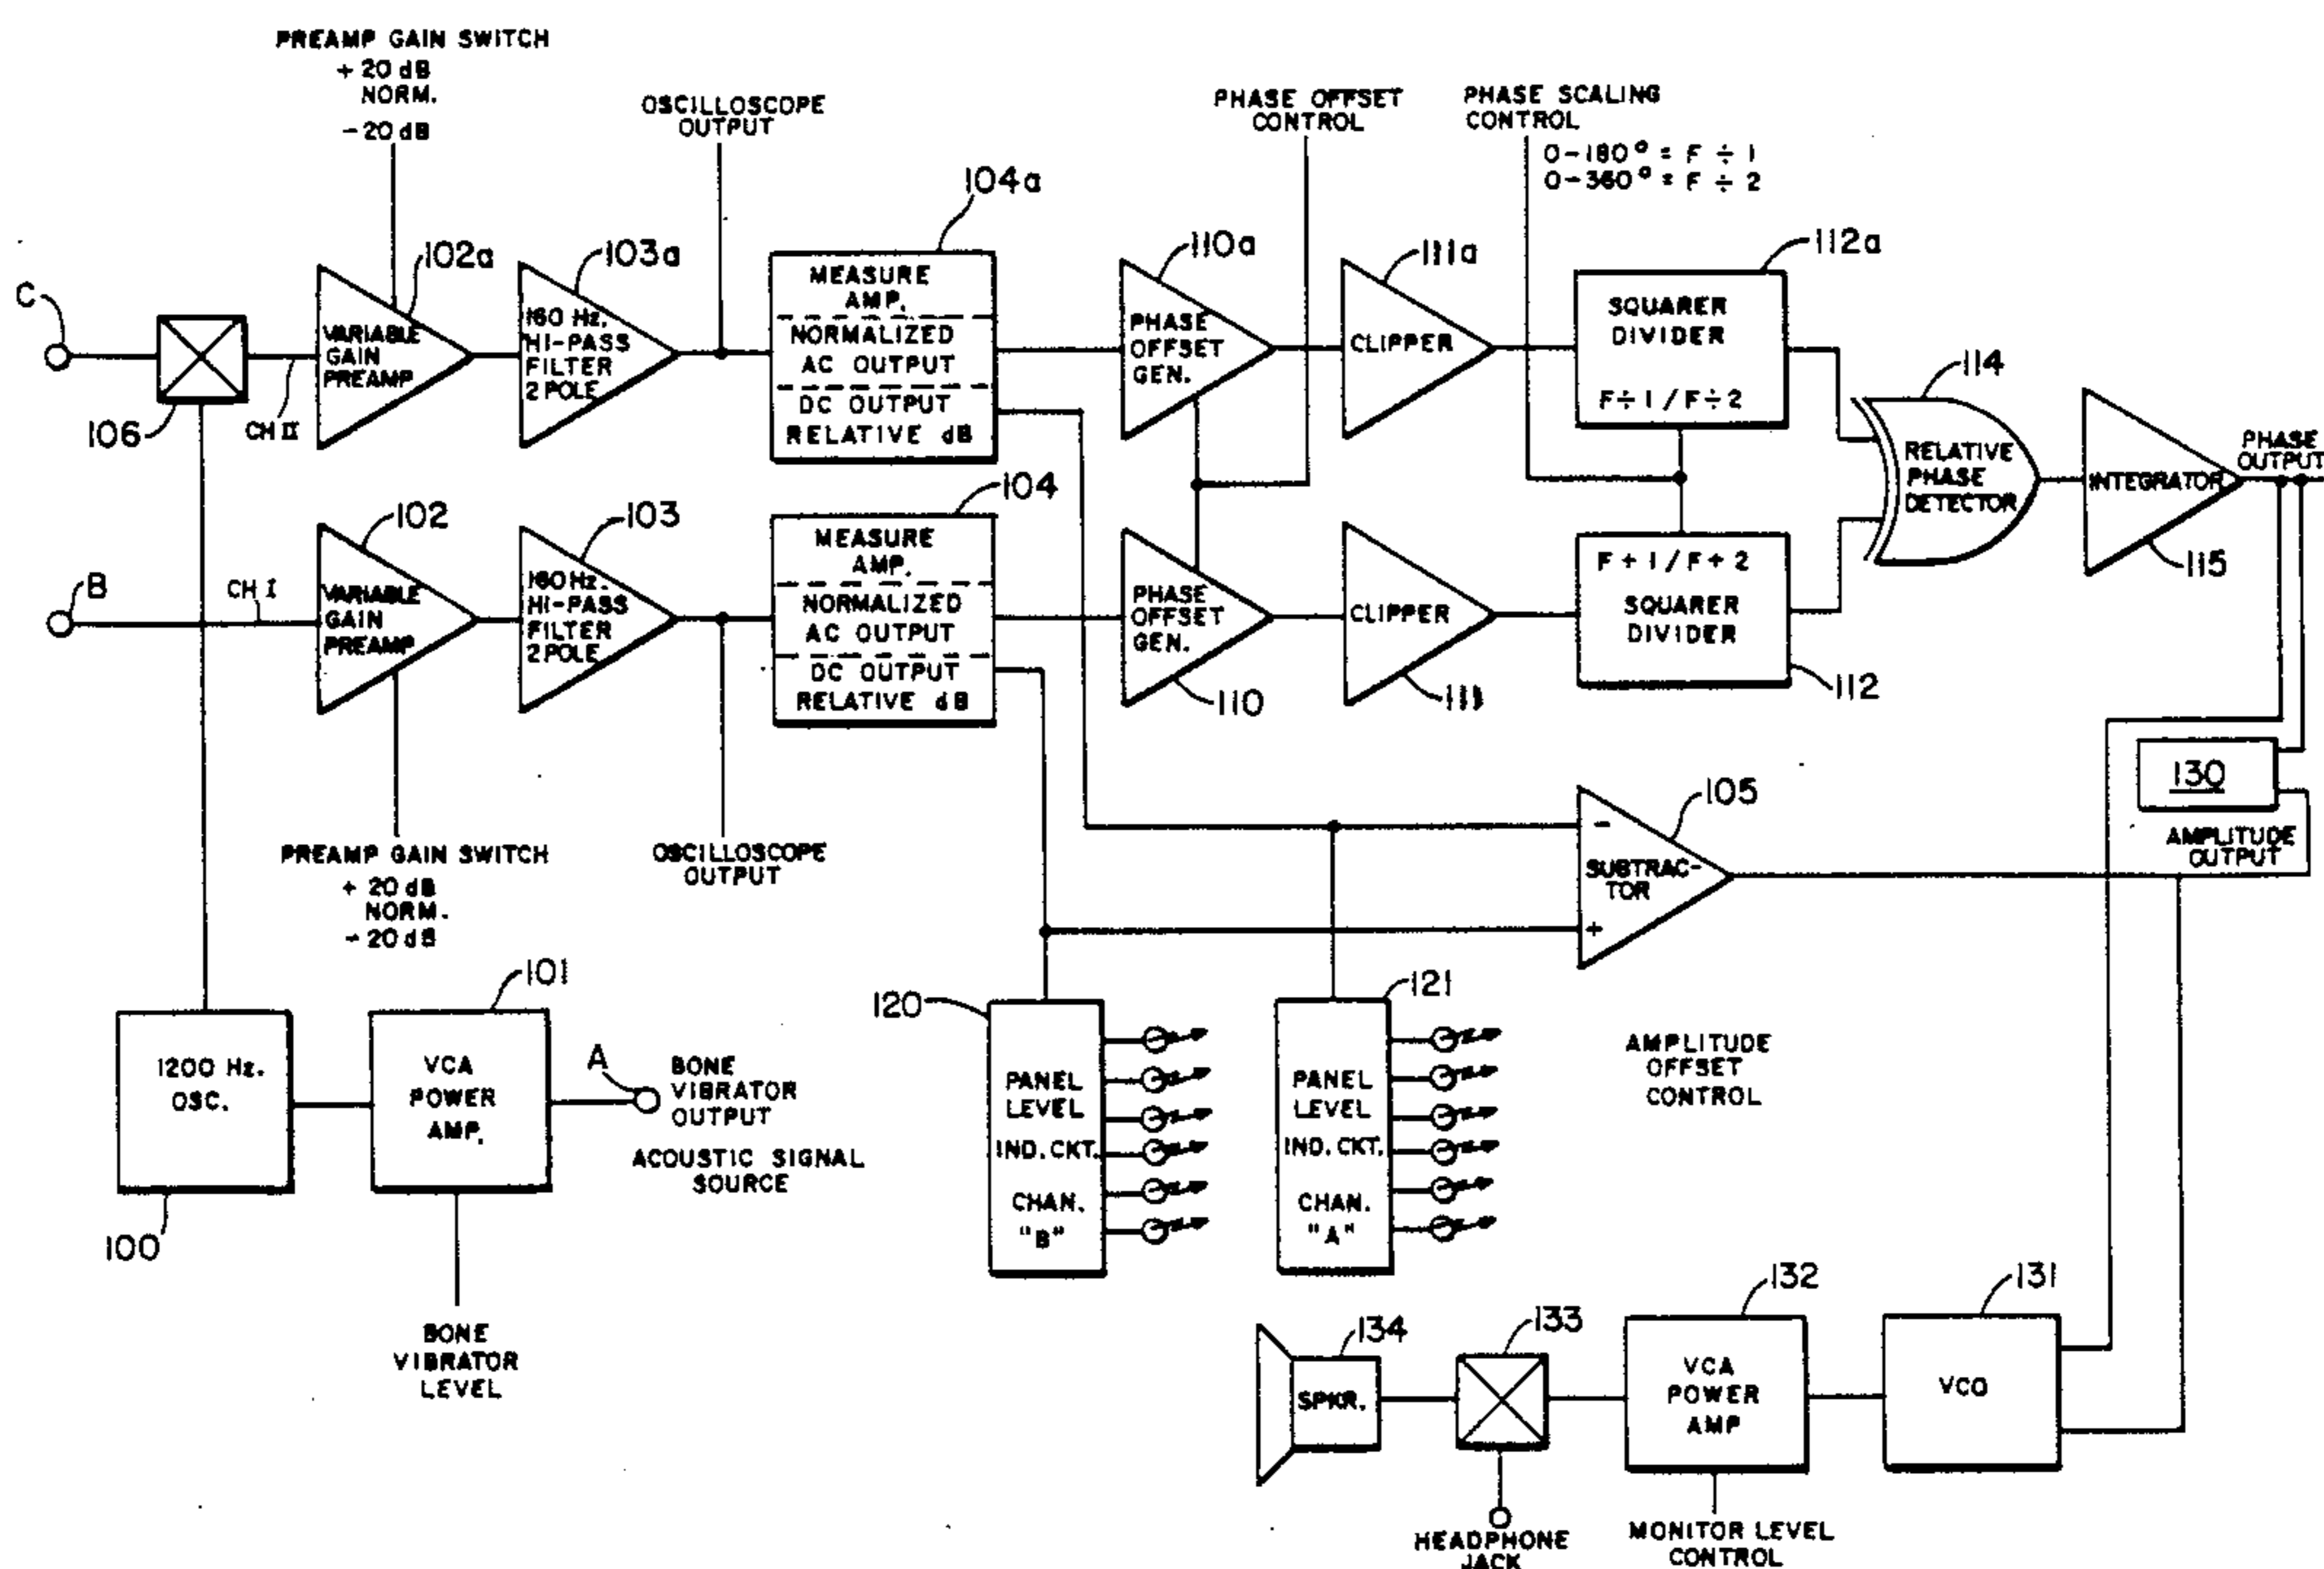 PREAMP GAIN SWITCH
+ 20 dB
NORM.
- 20 dB
OSCILLOSCOPE
OUTPUT
PHASE OFFSET
CONTROL
PHASE SCALING
CONTROL
0-180° = F ÷ 1
0-360° = F ÷ 2
C
106
CH II
102a
VARIABLE
GAIN
PREAMP
103a
160 Hz.
HI-PASS
FILTER
2 POLE
104a
MEASURE
AMP.
NORMALIZED
AC OUTPUT
DC OUTPUT
RELATIVE dB
110a
PHASE
OFFSET
GEN.
111a
CLIPPER
112a
SQUARER
DIVIDER
F÷1 / F÷2
114
RELATIVE
PHASE
DETECTOR
INTEGRATOR
115
PHASE
OUTPUT
B
CH I
102
VARIABLE
GAIN
PREAMP
103
160 Hz.
HI-PASS
FILTER
2 POLE
104
MEASURE
AMP.
NORMALIZED
AC OUTPUT
DC OUTPUT
RELATIVE dB
PHASE
OFFSET
GEN.
110
CLIPPER
111
F + 1 / F + 2
SQUARER
DIVIDER
112
PREAMP GAIN SWITCH
+ 20 dB
NORM.
- 20 dB
OSCILLOSCOPE
OUTPUT
105
-
SUBTRAC-
TOR
+
130
AMPLITUDE
OUTPUT
1200 Hz.
OSC.
100
101
VCA
POWER
AMP.
A
BONE
VIBRATOR
OUTPUT
ACOUSTIC SIGNAL
SOURCE
BONE
VIBRATOR
LEVEL
120
PANEL
LEVEL
IND. CKT.
CHAN.
"B"
121
PANEL
LEVEL
IND. CKT.
CHAN.
"A"
AMPLITUDE
OFFSET
CONTROL
134
SPKR.
133
HEADPHONE
JACK
132
VCA
POWER
AMP
MONITOR LEVEL
CONTROL
131
VCO